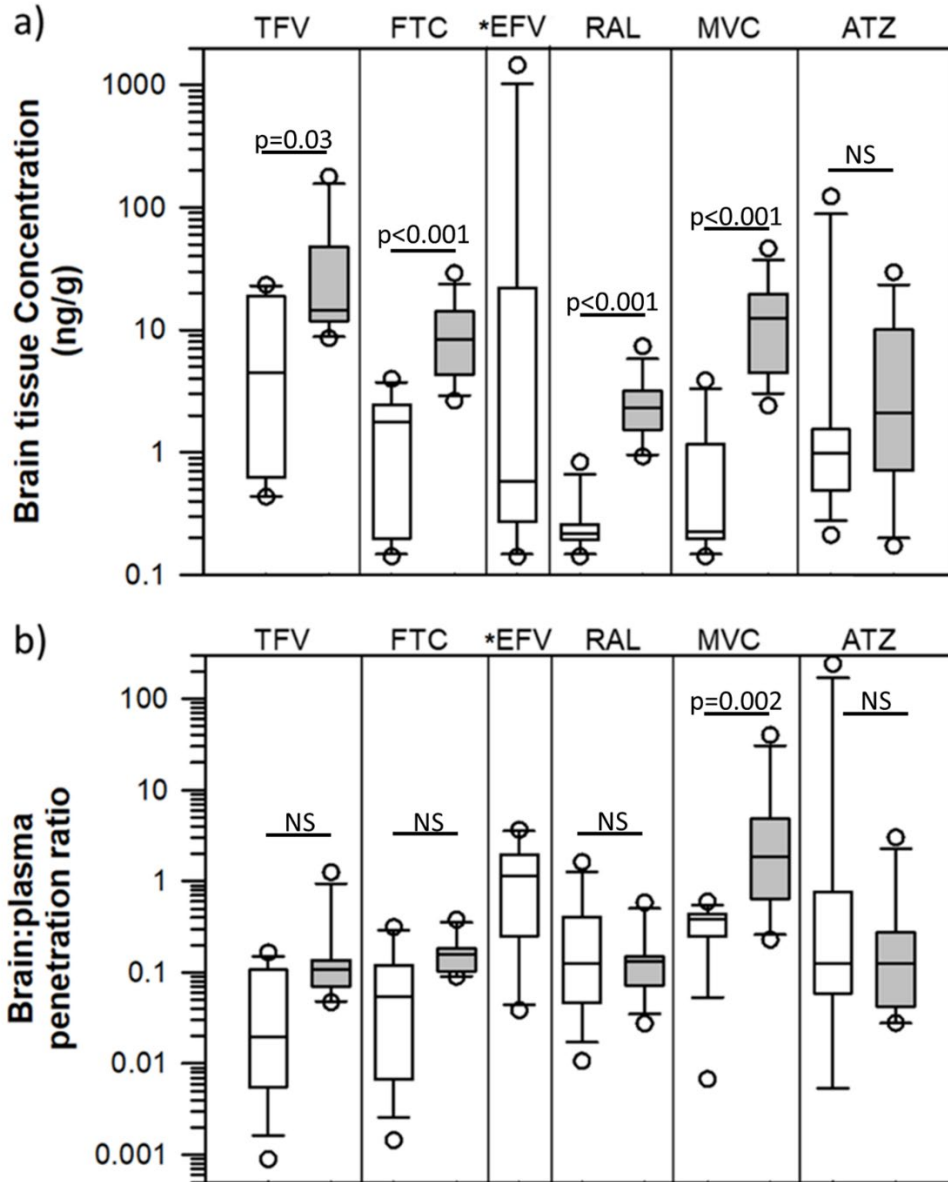 a)
TFV FTC *EFV RAL MVC ATZ
Brain tissue Concentration
(ng/g)
1000
100
10
1
0.1
p=0.03
p<0.001
p<0.001
p<0.001
NS
b)
TFV FTC *EFV RAL MVC ATZ
Brain:plasma
penetration ratio
100
10
1
0.1
0.01
0.001
NS
NS
NS
p=0.002
NS